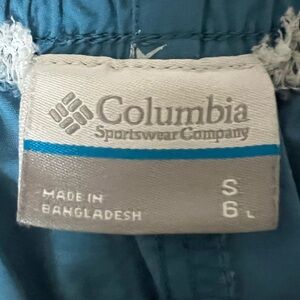 Columbia
Sportswear Company
MADE IN
BANGLADESH
S
6 L